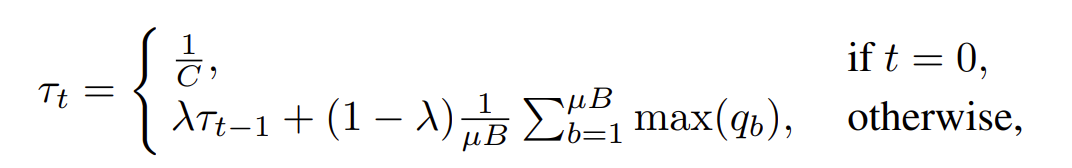 τ_t = { 1/C, if t = 0,
λτ_{t−1} + (1 − λ) 1/(μB) ∑_{b=1}^{μB} max(q_b), otherwise,